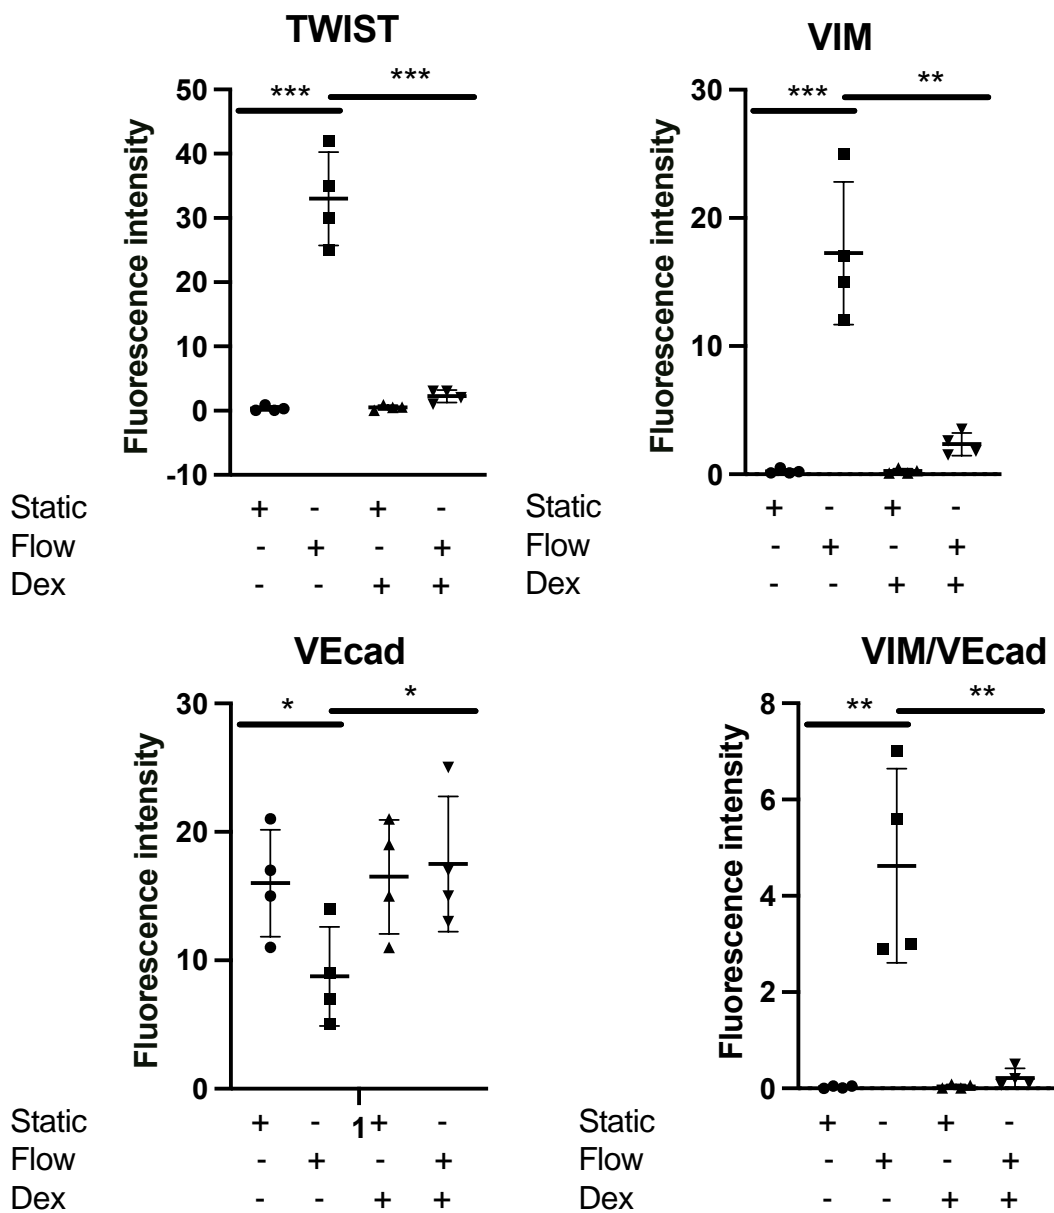 TWIST
VIM
*** ***
*** **
Fluorescence intensity
50
40
30
20
10
0
-10
Fluorescence intensity
30
20
10
0
Static + - + -
Flow - + - +
Dex - - + +
Static + - + -
Flow - + - +
Dex - - + +
VEcad
VIM/VEcad
* *
** **
Fluorescence intensity
30
20
10
0
1
Fluorescence intensity
8
6
4
2
0
Static + - + -
Flow - + - +
Dex - - + +
Static + - + -
Flow - + - +
Dex - - + +